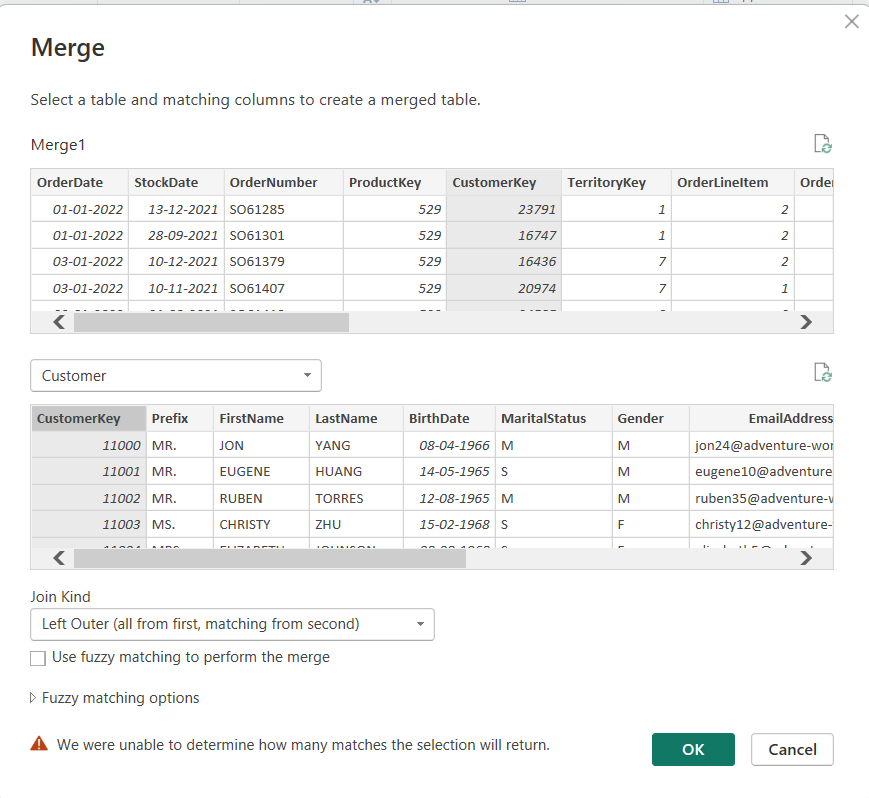 Merge
Select a table and matching columns to create a merged table.
Merge1
OrderDate StockDate OrderNumber ProductKey CustomerKey TerritoryKey OrderLineItem
01-01-2022 13-12-2021 SO61285 529 23791 1 2
01-01-2022 28-09-2021 SO61301 529 16747 1 2
03-01-2022 10-12-2021 SO61379 529 16436 7 2
03-01-2022 10-11-2021 SO61407 529 20974 7 1
Customer
CustomerKey Prefix FirstName LastName BirthDate MaritalStatus Gender EmailAddress
11000 MR. JON YANG 08-04-1966 M M jon24@adventure-wor
11001 MR. EUGENE HUANG 14-05-1965 S M eugene10@adventure
11002 MR. RUBEN TORRES 12-08-1965 M M ruben35@adventure-
11003 MS. CHRISTY ZHU 15-02-1968 S F christy12@adventure-
Join Kind
Left Outer (all from first, matching from second)
Use fuzzy matching to perform the merge
Fuzzy matching options
We were unable to determine how many matches the selection will return.
OK Cancel